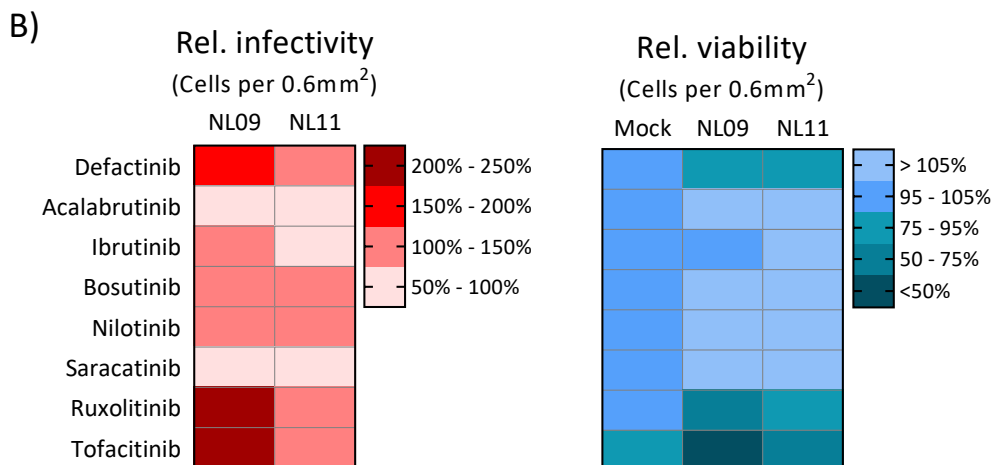 B)
Rel. infectivity
(Cells per 0.6mm²)
NL09 NL11
Defactinib
Acalabrutinib
Ibrutinib
Bosutinib
Nilotinib
Saracatinib
Ruxolitinib
Tofacitinib
200% - 250%
150% - 200%
100% - 150%
50% - 100%
Rel. viability
(Cells per 0.6mm²)
Mock NL09 NL11
> 105%
95 - 105%
75 - 95%
50 - 75%
<50%